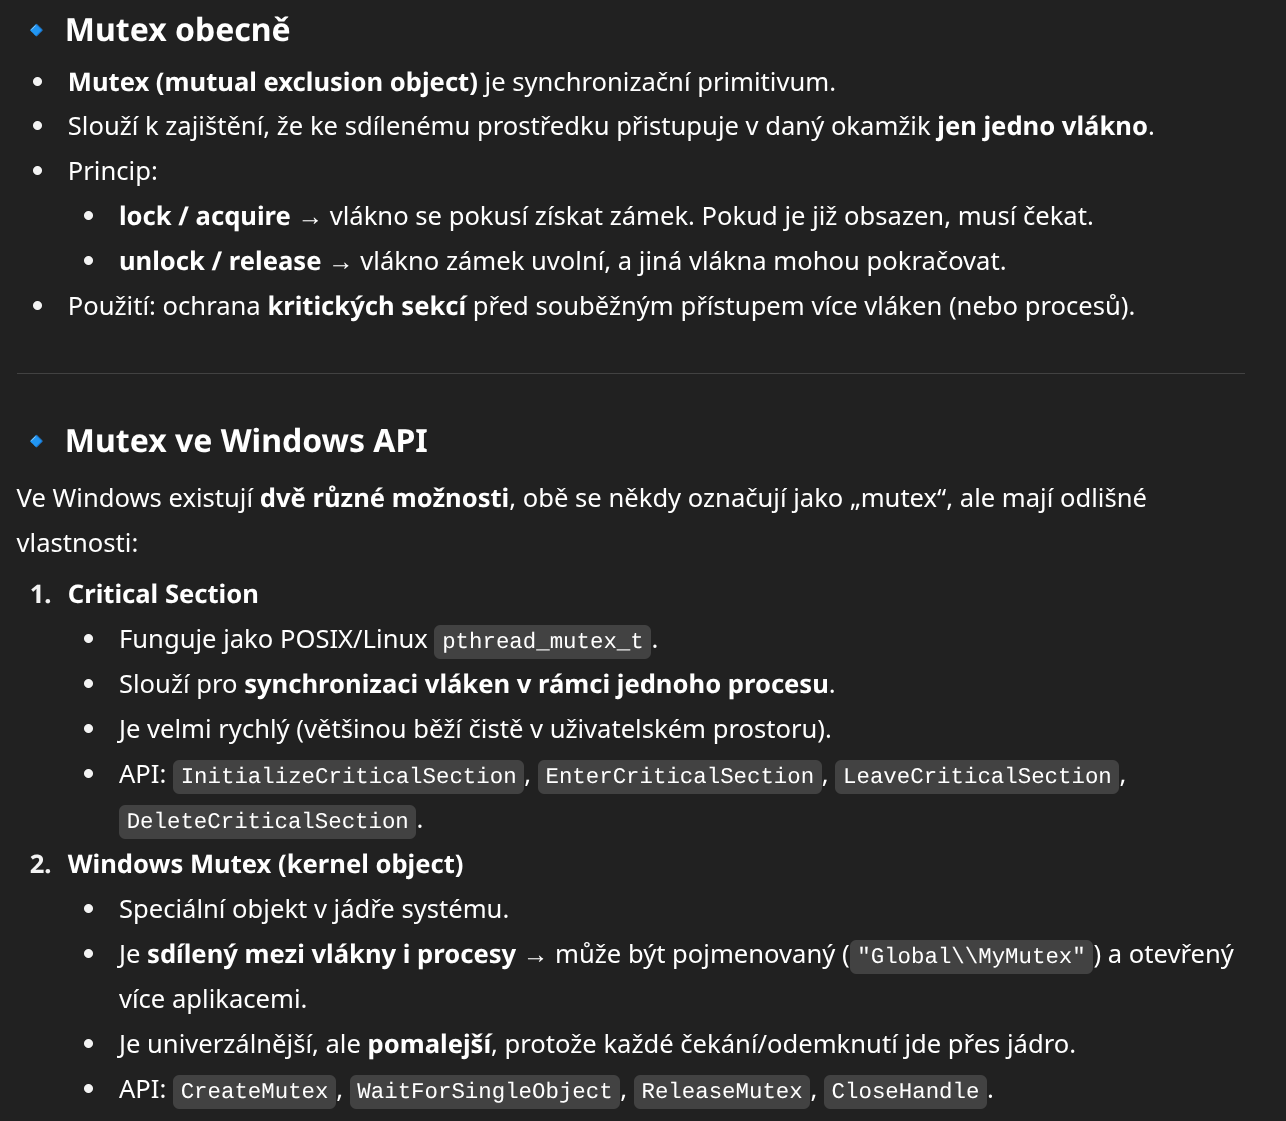 🔹 Mutex obecně
• Mutex (mutual exclusion object) je synchronizační primitivum.
• Slouží k zajištění, že ke sdílenému prostředku přistupuje v daný okamžik jen jedno vlákno.
• Princip:
• lock / acquire → vlákno se pokusí získat zámek. Pokud je již obsazen, musí čekat.
• unlock / release → vlákno zámek uvolní, a jiná vlákna mohou pokračovat.
• Použití: ochrana kritických sekcí před souběžným přístupem více vláken (nebo procesů).
🔹 Mutex ve Windows API
Ve Windows existují dvě různé možnosti, obě se někdy označují jako „mutex“, ale mají odlišné
vlastnosti:
1. Critical Section
• Funguje jako POSIX/Linux pthread_mutex_t.
• Slouží pro synchronizaci vláken v rámci jednoho procesu.
• Je velmi rychlý (většinou běží čistě v uživatelském prostoru).
• API: InitializeCriticalSection, EnterCriticalSection, LeaveCriticalSection,
DeleteCriticalSection.
2. Windows Mutex (kernel object)
• Speciální objekt v jádře systému.
• Je sdílený mezi vlákny i procesy → může být pojmenovaný ("Global\\MyMutex") a otevřený
více aplikacemi.
• Je univerzálnější, ale pomalejší, protože každé čekání/odemknutí jde přes jádro.
• API: CreateMutex, WaitForSingleObject, ReleaseMutex, CloseHandle.